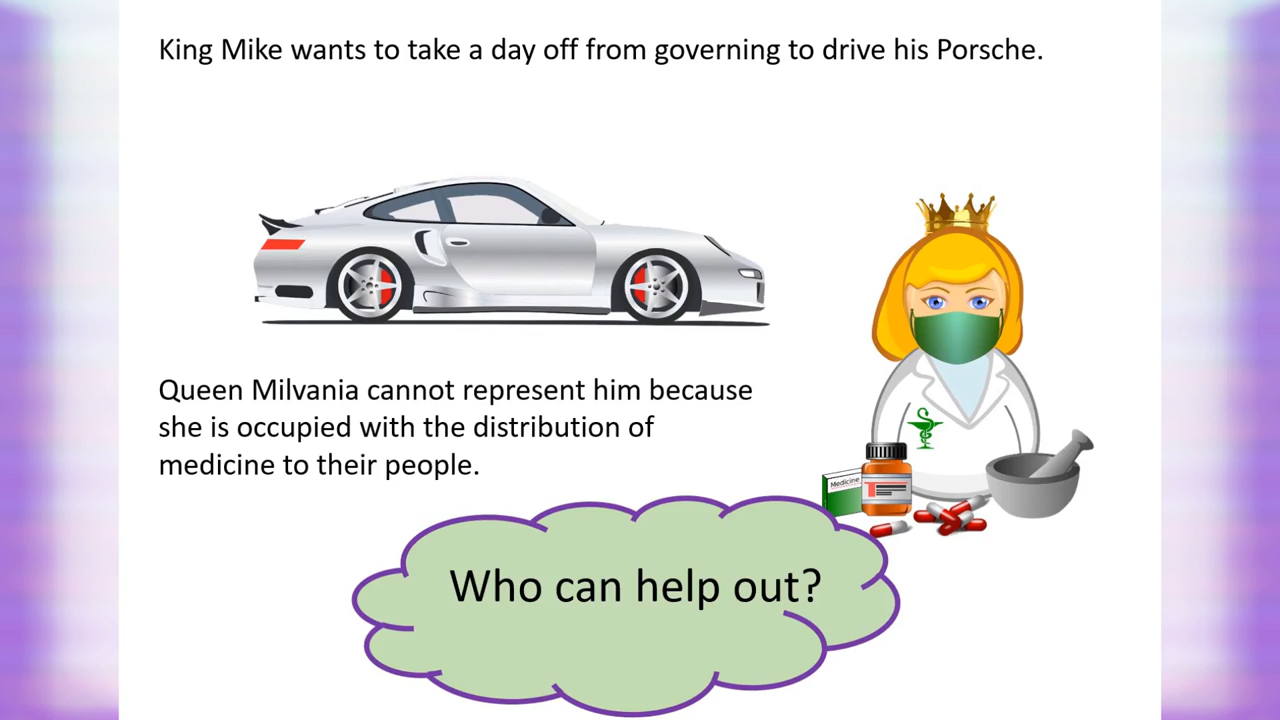 King Mike wants to take a day off from governing to drive his Porsche.
Queen Milvania cannot represent him because
she is occupied with the distribution of
medicine to their people.
Medicine
Who can help out?